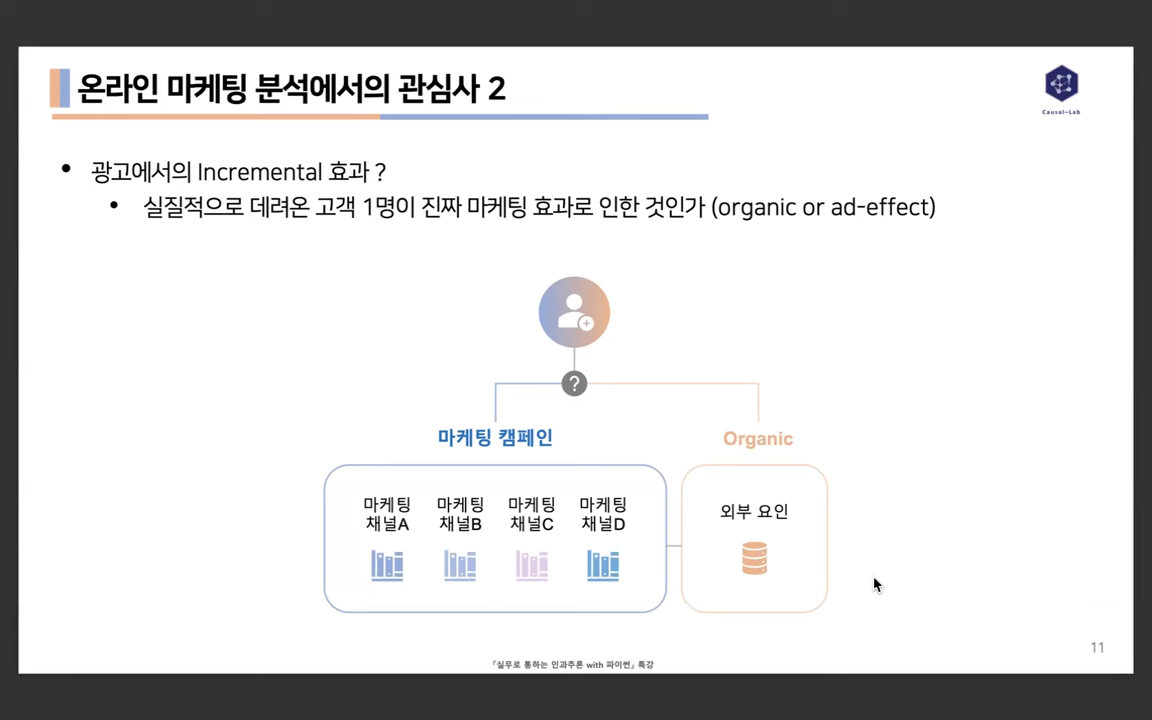 온라인 마케팅 분석에서의 관심사 2
Causal-Lab
• 광고에서의 Incremental 효과 ?
• 실질적으로 데려온 고객 1명이 진짜 마케팅 효과로 인한 것인가 (organic or ad-effect)
?
마케팅 캠페인
Organic
마케팅 채널A
마케팅 채널B
마케팅 채널C
마케팅 채널D
외부 요인
11
『실무로 통하는 인과추론 with 파이썬』 특강